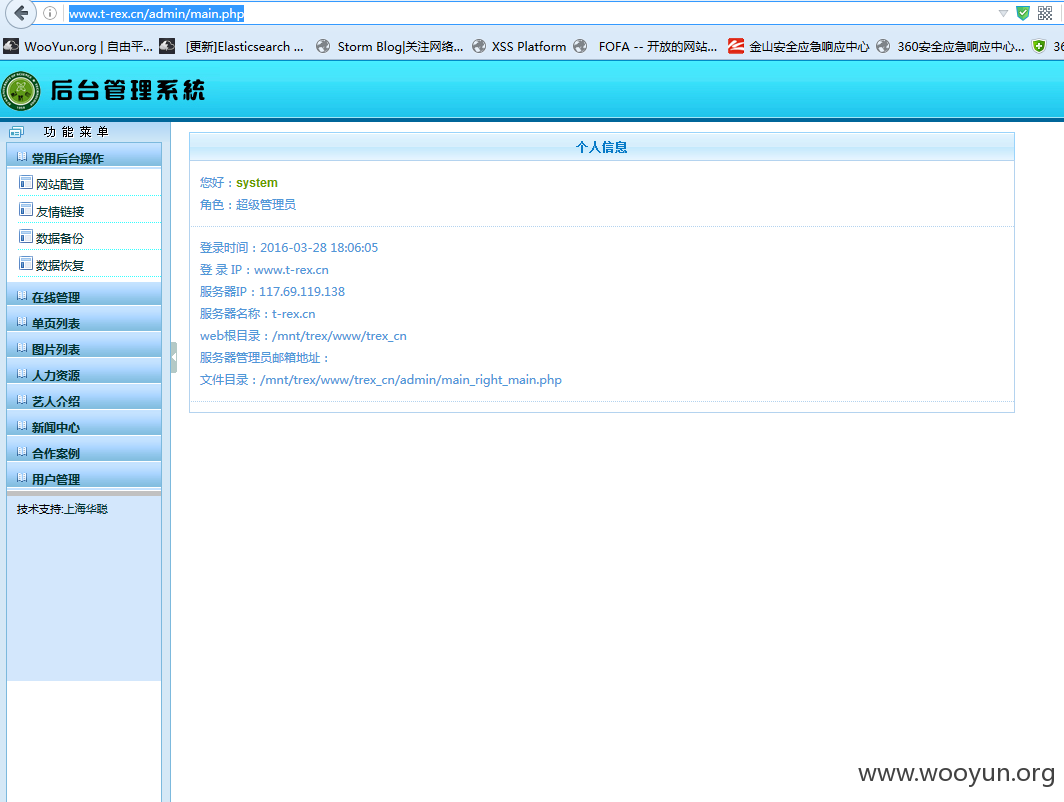 www.t-rex.cn/admin/main.php
WooYun.org | 自由平... [更新]Elasticsearch ... Storm Blog|关注网络... XSS Platform FOFA -- 开放的网站... 金山安全应急响应中心 360安全应急响应中心... 36
后台管理系統
功能菜单
常用后台操作
网站配置
友情链接
数据备份
数据恢复
在线管理
单页列表
图片列表
人力资源
艺人介绍
新闻中心
合作案例
用户管理
技术支持:上海华聪
个人信息
您好：system
角色：超级管理员
登录时间：2016-03-28 18:06:05
登 录 IP：www.t-rex.cn
服务器IP：117.69.119.138
服务器名称：t-rex.cn
web根目录：/mnt/trex/www/trex_cn
服务器管理员邮箱地址：
文件目录：/mnt/trex/www/trex_cn/admin/main_right_main.php
www.wooyun.org